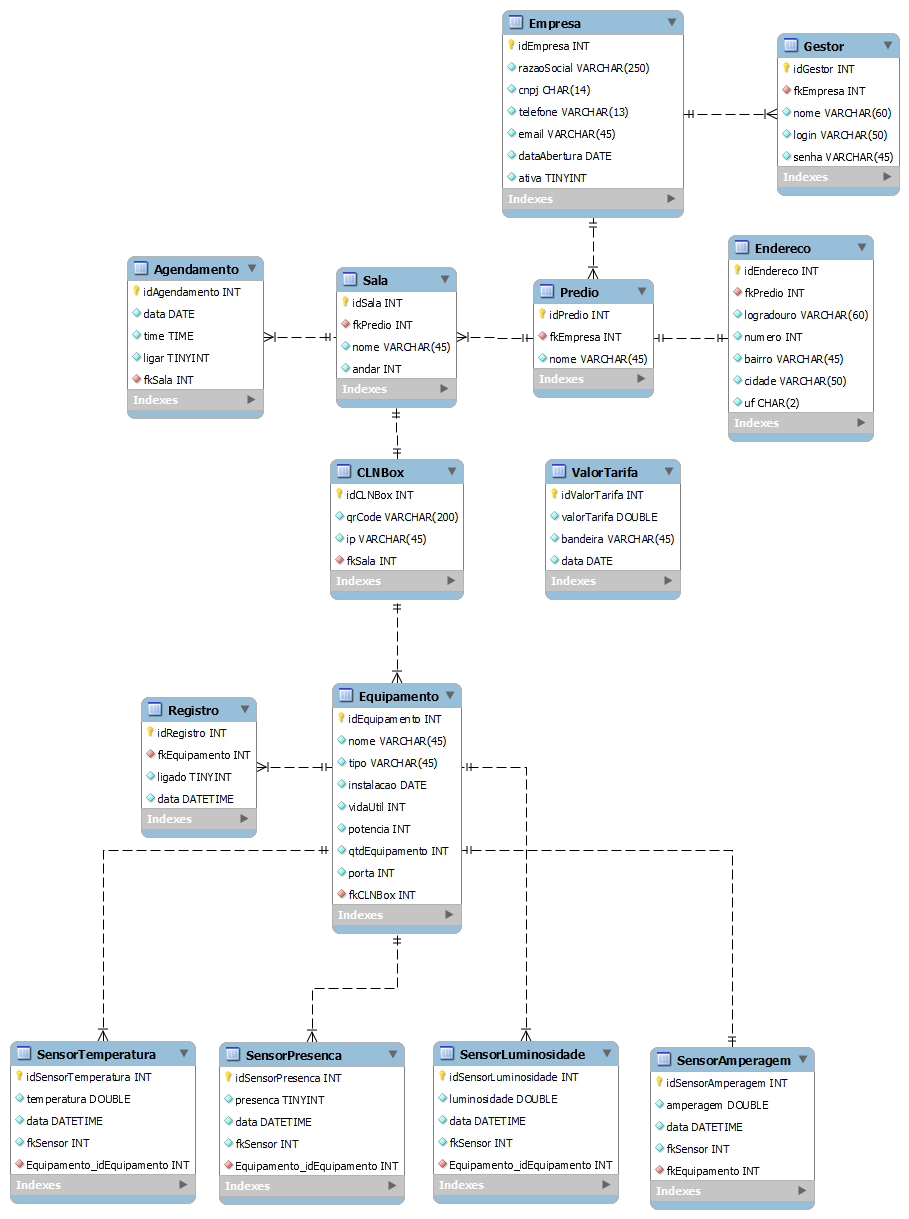 Empresa
idEmpresa INT
razaoSocial VARCHAR(250)
cnpj CHAR(14)
telefone VARCHAR(13)
email VARCHAR(45)
dataAbertura DATE
ativa TINYINT
Indexes
Gestor
idGestor INT
fkEmpresa INT
nome VARCHAR(60)
login VARCHAR(50)
senha VARCHAR(45)
Indexes
Agendamento
idAgendamento INT
data DATE
time TIME
ligar TINYINT
fkSala INT
Indexes
Sala
idSala INT
fkPredio INT
nome VARCHAR(45)
andar INT
Indexes
Predio
idPredio INT
fkEmpresa INT
nome VARCHAR(45)
Indexes
Endereco
idEndereco INT
fkPredio INT
logradouro VARCHAR(60)
numero INT
bairro VARCHAR(45)
cidade VARCHAR(50)
uf CHAR(2)
Indexes
CLNBox
idCLNBox INT
qrCode VARCHAR(200)
ip VARCHAR(45)
fkSala INT
Indexes
ValorTarifa
idValorTarifa INT
valorTarifa DOUBLE
bandeira VARCHAR(45)
data DATE
Indexes
Registro
idRegistro INT
fkEquipamento INT
ligado TINYINT
data DATETIME
Indexes
Equipamento
idEquipamento INT
nome VARCHAR(45)
tipo VARCHAR(45)
instalacao DATE
vidaUtil INT
potencia INT
qtdEquipamento INT
porta INT
fkCLNBox INT
Indexes
SensorTemperatura
idSensorTemperatura INT
temperatura DOUBLE
data DATETIME
fkSensor INT
Equipamento_idEquipamento INT
Indexes
SensorPresenca
idSensorPresenca INT
presenca TINYINT
data DATETIME
fkSensor INT
Equipamento_idEquipamento INT
Indexes
SensorLuminosidade
idSensorLuminosidade INT
luminosidade DOUBLE
data DATETIME
fkSensor INT
Equipamento_idEquipamento INT
Indexes
SensorAmperagem
idSensorAmperagem INT
amperagem DOUBLE
data DATETIME
fkSensor INT
fkEquipamento INT
Indexes